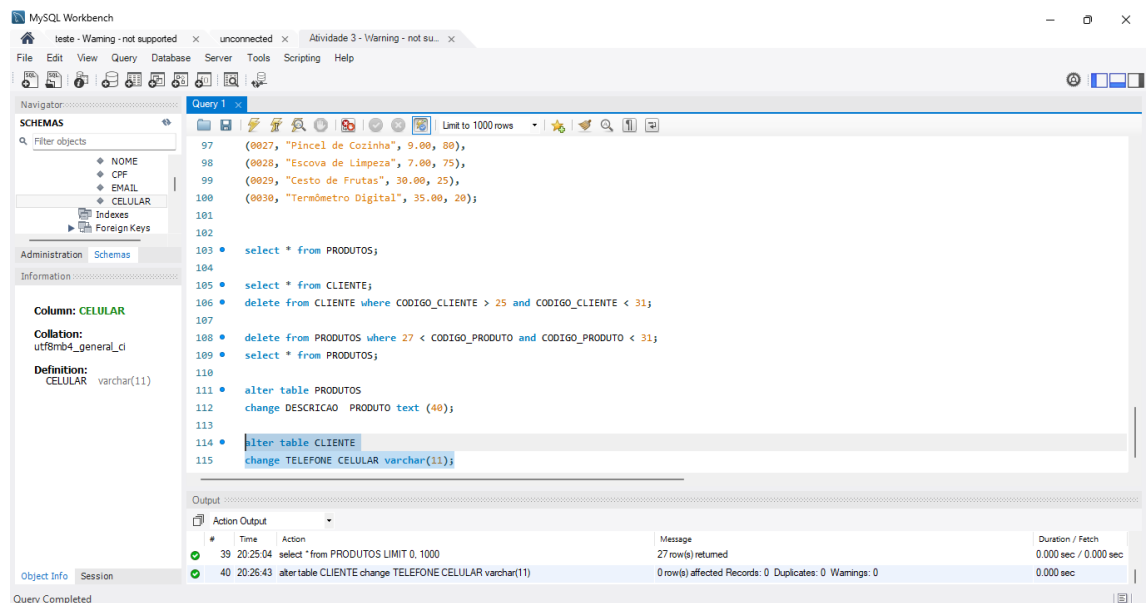 MySQL Workbench
teste - Warning - not supported × unconnected × Atividade 3 - Warning - not su... ×
File Edit View Query Database Server Tools Scripting Help
Navigator
Query 1 ×
SCHEMAS
Limit to 1000 rows
Filter objects
NOME
CPF
EMAIL
CELULAR
Indexes
Foreign Keys
Administration Schemas
Information
Column: CELULAR
Collation:
utf8mb4_general_ci
Definition:
CELULAR varchar(11)
Object Info Session
97 (0027, "Pincel de Cozinha", 9.00, 80),
98 (0028, "Escova de Limpeza", 7.00, 75),
99 (0029, "Cesto de Frutas", 30.00, 25),
100 (0030, "Termômetro Digital", 35.00, 20);
101
102
103 select * from PRODUTOS;
104
105 select * from CLIENTE;
106 delete from CLIENTE where CODIGO_CLIENTE > 25 and CODIGO_CLIENTE < 31;
107
108 delete from PRODUTOS where 27 < CODIGO_PRODUTO and CODIGO_PRODUTO < 31;
109 select * from PRODUTOS;
110
111 alter table PRODUTOS
112 change DESCRICAO PRODUTO text (40);
113
114 alter table CLIENTE
115 change TELEFONE CELULAR varchar(11);
Output
Action Output
# Time Action Message Duration / Fetch
39 20:25:04 select * from PRODUTOS LIMIT 0, 1000 27 row(s) returned 0.000 sec / 0.000 sec
40 20:26:43 alter table CLIENTE change TELEFONE CELULAR varchar(11) 0 row(s) affected Records: 0 Duplicates: 0 Warnings: 0 0.000 sec
Query Completed